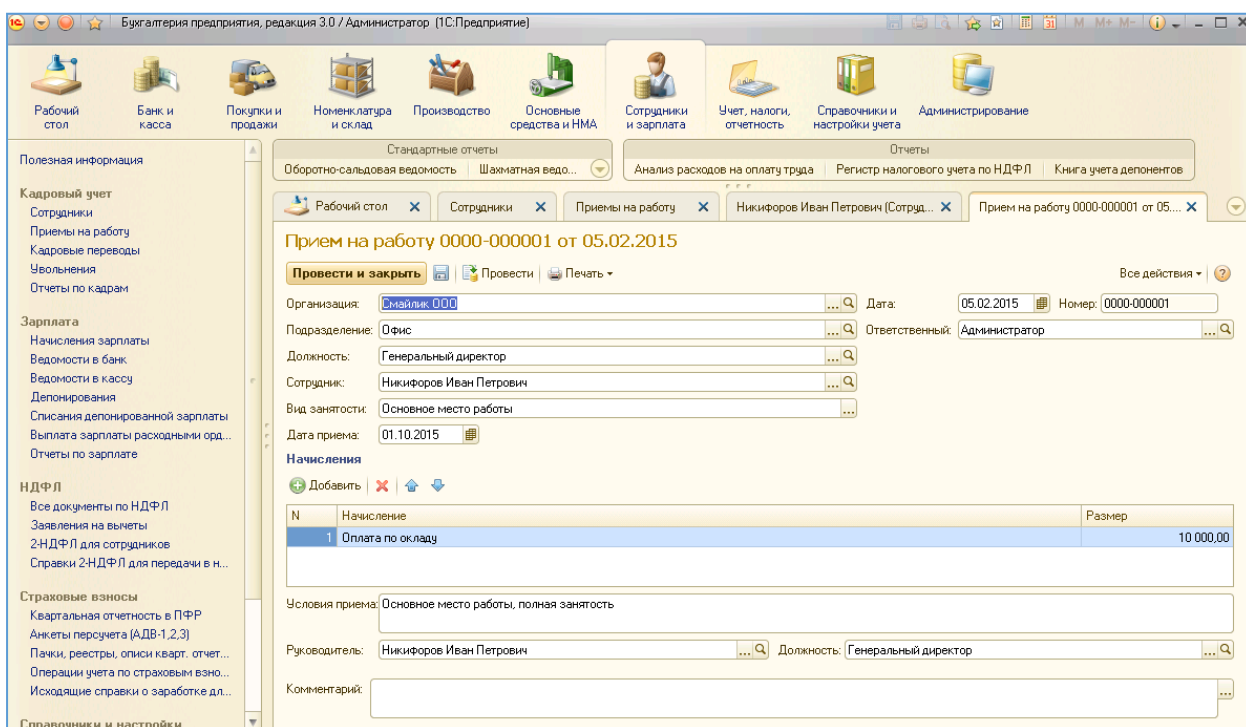 Бухгалтерия предприятия, редакция 3.0 / Администратор (1С:Предприятие)
M M+ M-
Рабочий стол
Банк и касса
Покупки и продажи
Номенклатура и склад
Производство
Основные средства и НМА
Сотрудники и зарплата
Учет, налоги, отчетность
Справочники и настройки учета
Администрирование
Стандартные отчеты
Оборотно-сальдовая ведомость Шахматная ведо...
Отчеты
Анализ расходов на оплату труда Регистр налогового учета по НДФЛ Книга учета депонентов
Полезная информация
Кадровый учет
Сотрудники
Приемы на работу
Кадровые переводы
Увольнения
Отчеты по кадрам
Зарплата
Начисления зарплаты
Ведомости в банк
Ведомости в кассу
Депонирования
Списания депонированной зарплаты
Выплата зарплаты расходными орд...
Отчеты по зарплате
НДФЛ
Все документы по НДФЛ
Заявления на вычеты
2-НДФЛ для сотрудников
Справки 2-НДФЛ для передачи в н...
Страховые взносы
Квартальная отчетность в ПФР
Анкеты персучета (АДВ-1,2,3)
Пачки, реестры, описи кварт. отчет...
Операции учета по страховым взно...
Исходящие справки о заработке дл...
Справочники и настройки
Рабочий стол Сотрудники Приемы на работу Никифоров Иван Петрович (Сотруд... Прием на работу 0000-000001 от 05....
Прием на работу 0000-000001 от 05.02.2015
Провести и закрыть Провести Печать Все действия
Организация: Смайлик ООО Дата: 05.02.2015 Номер: 0000-000001
Подразделение: Офис Ответственный: Администратор
Должность: Генеральный директор
Сотрудник: Никифоров Иван Петрович
Вид занятости: Основное место работы
Дата приема: 01.10.2015
Начисления
Добавить
N Начисление Размер
1 Оплата по окладу 10 000,00
Условия приема: Основное место работы, полная занятость
Руководитель: Никифоров Иван Петрович Должность: Генеральный директор
Комментарий: